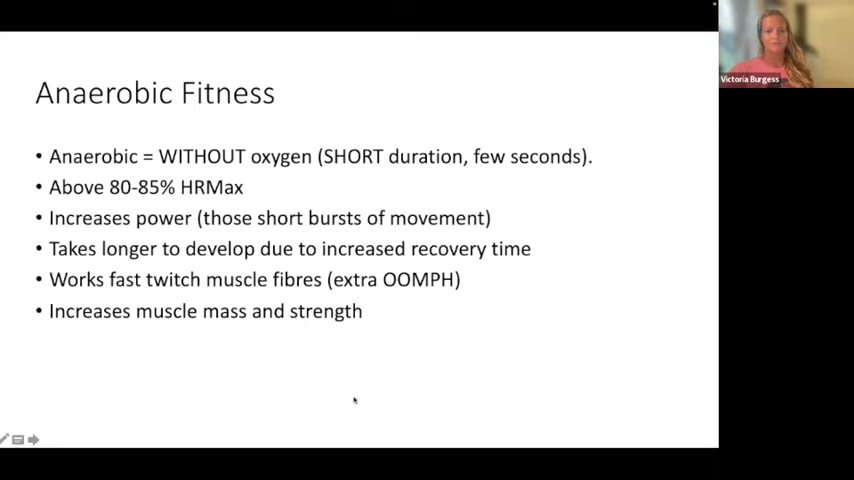 Anaerobic Fitness
• Anaerobic = WITHOUT oxygen (SHORT duration, few seconds).
• Above 80-85% HRMax
• Increases power (those short bursts of movement)
• Takes longer to develop due to increased recovery time
• Works fast twitch muscle fibres (extra OOMPH)
• Increases muscle mass and strength
Victoria Burgess